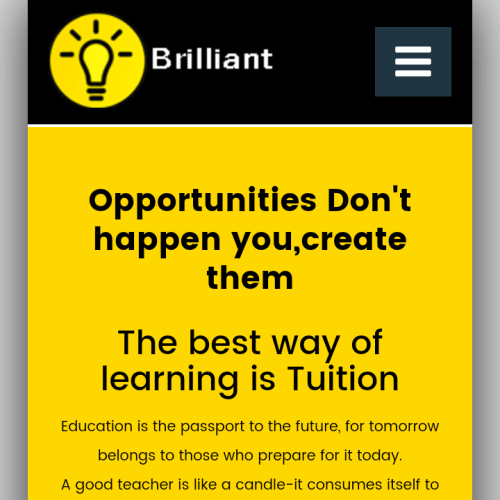 Brilliant
Opportunities Don't
happen you,create
them
The best way of
learning is Tuition
Education is the passport to the future, for tomorrow
belongs to those who prepare for it today.
A good teacher is like a candle-it consumes itself to